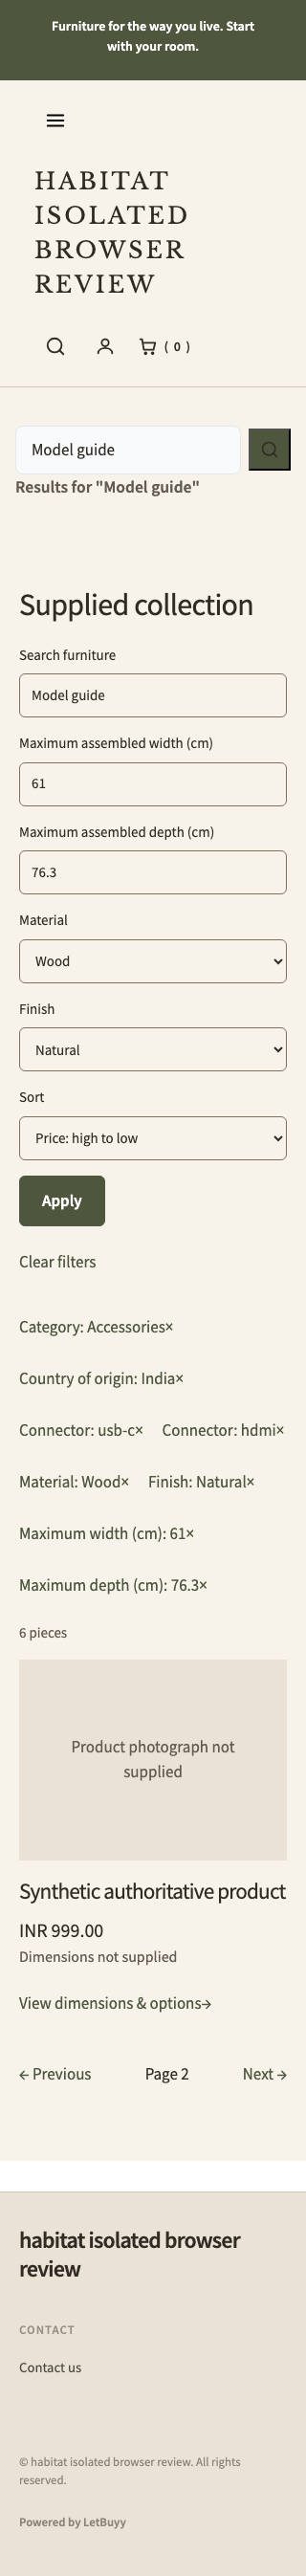 Furniture for the way you live. Start
with your room.
HABITAT
ISOLATED
BROWSER
REVIEW
( 0 )
Model guide
Results for "Model guide"
Supplied collection
Search furniture
Model guide
Maximum assembled width (cm)
61
Maximum assembled depth (cm)
76.3
Material
Wood
Finish
Natural
Sort
Price: high to low
Apply
Clear filters
Category: Accessories×
Country of origin: India×
Connector: usb-c× Connector: hdmi×
Material: Wood× Finish: Natural×
Maximum width (cm): 61×
Maximum depth (cm): 76.3×
6 pieces
Product photograph not
supplied
Synthetic authoritative product
INR 999.00
Dimensions not supplied
View dimensions & options→
← Previous Page 2 Next →
habitat isolated browser
review
CONTACT
Contact us
© habitat isolated browser review. All rights
reserved.
Powered by LetBuyy